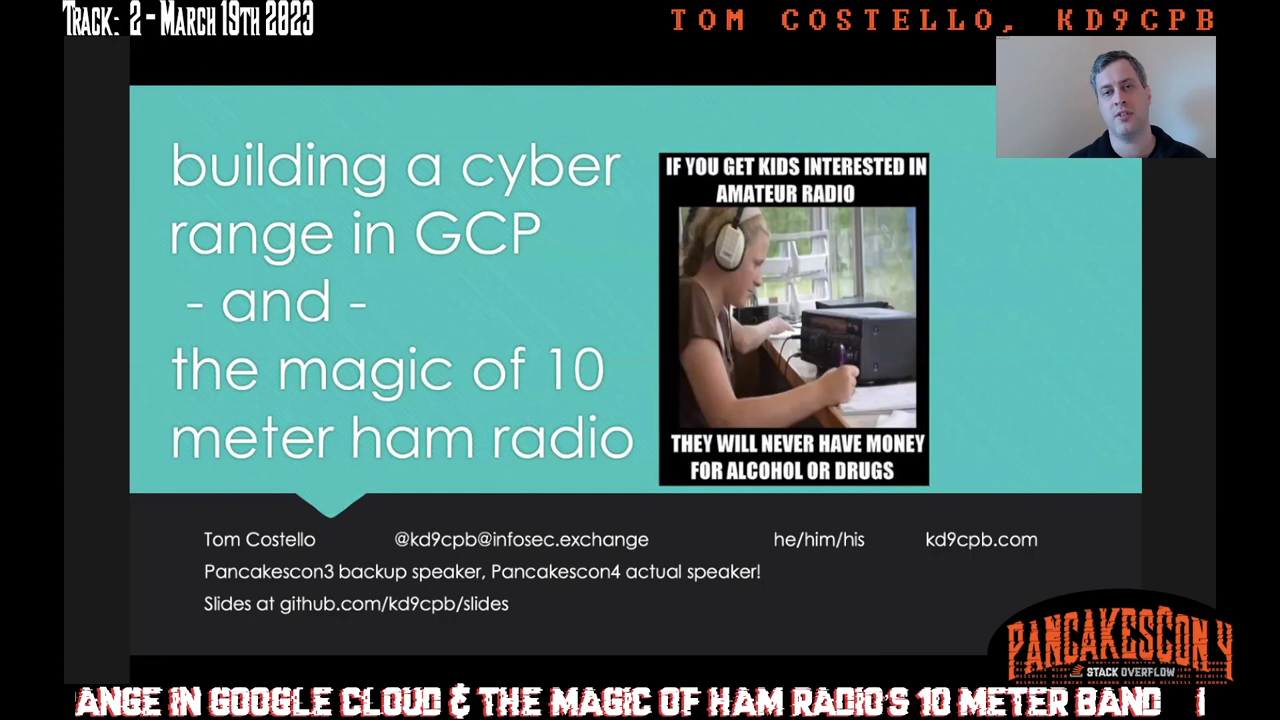 TRACK: 2 - MARCH 19TH 2023
TOM COSTELLO, KD9CPB
building a cyber
range in GCP
- and -
the magic of 10
meter ham radio
IF YOU GET KIDS INTERESTED IN
AMATEUR RADIO
THEY WILL NEVER HAVE MONEY
FOR ALCOHOL OR DRUGS
Tom Costello @kd9cpb@infosec.exchange he/him/his kd9cpb.com
Pancakescon3 backup speaker, Pancakescon4 actual speaker!
Slides at github.com/kd9cpb/slides
PANCAKESCON 4
STACK OVERFLOW
ANGE IN GOOGLE CLOUD & THE MAGIC OF HAM RADIO'S 10 METER BAND